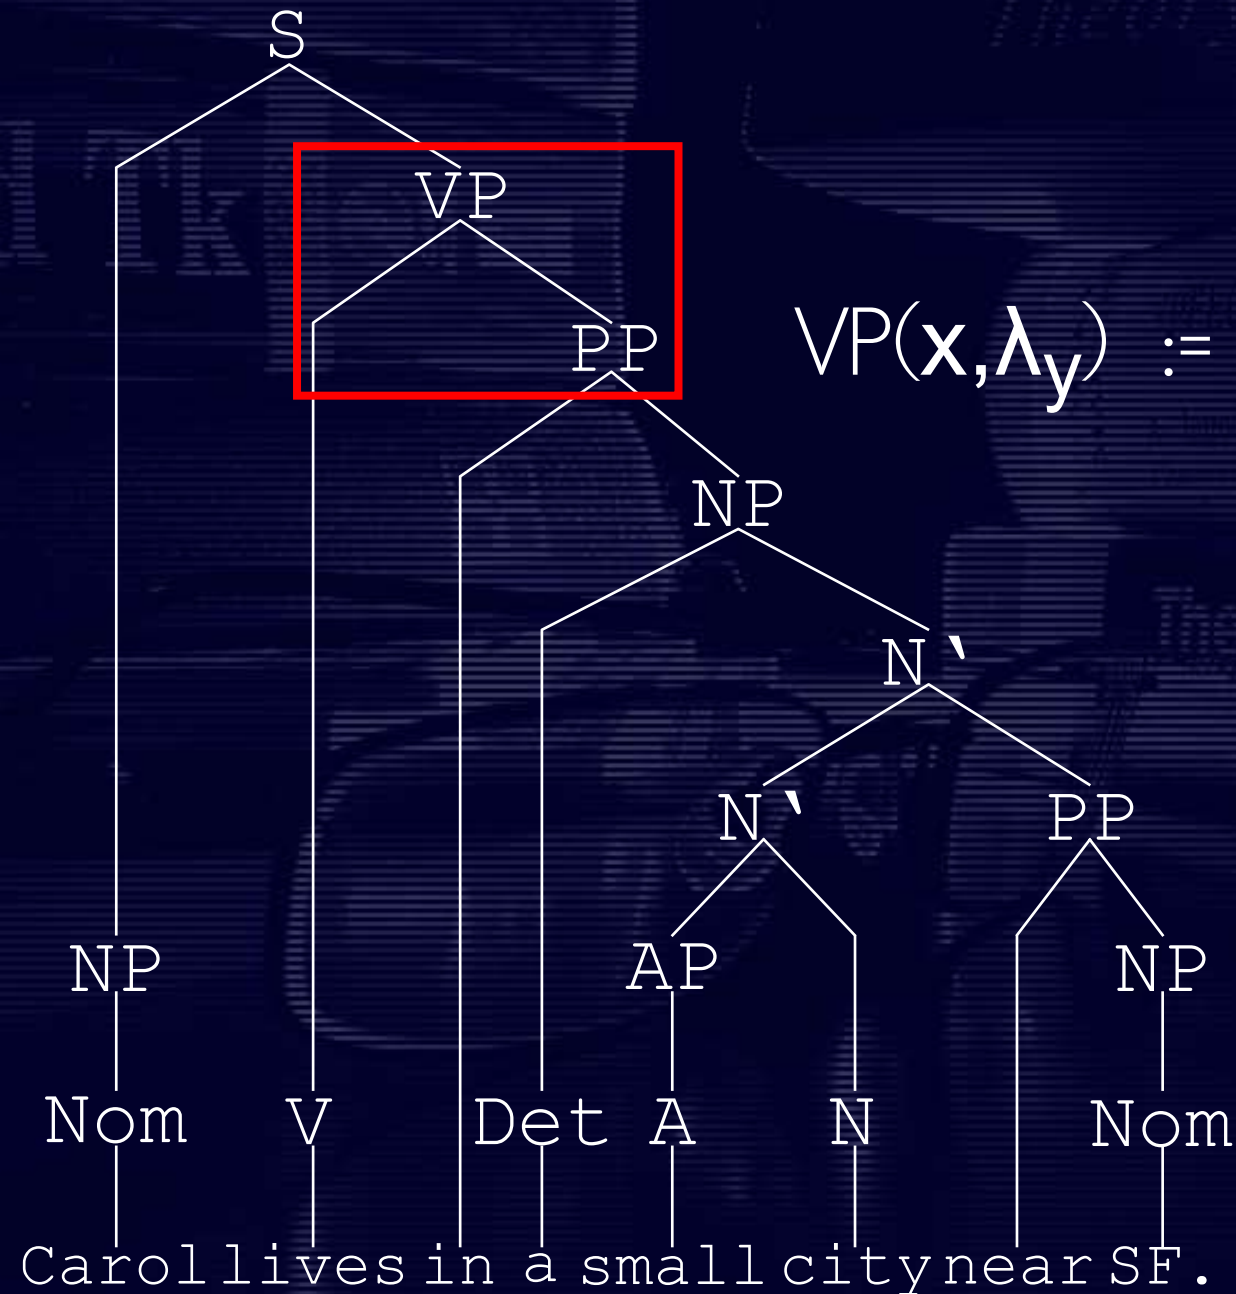 S
VP
PP
VP(x,λy) :=
NP
N`
N` PP
NP AP NP
Nom V Det A N Nom
Carol lives in a small city near SF.